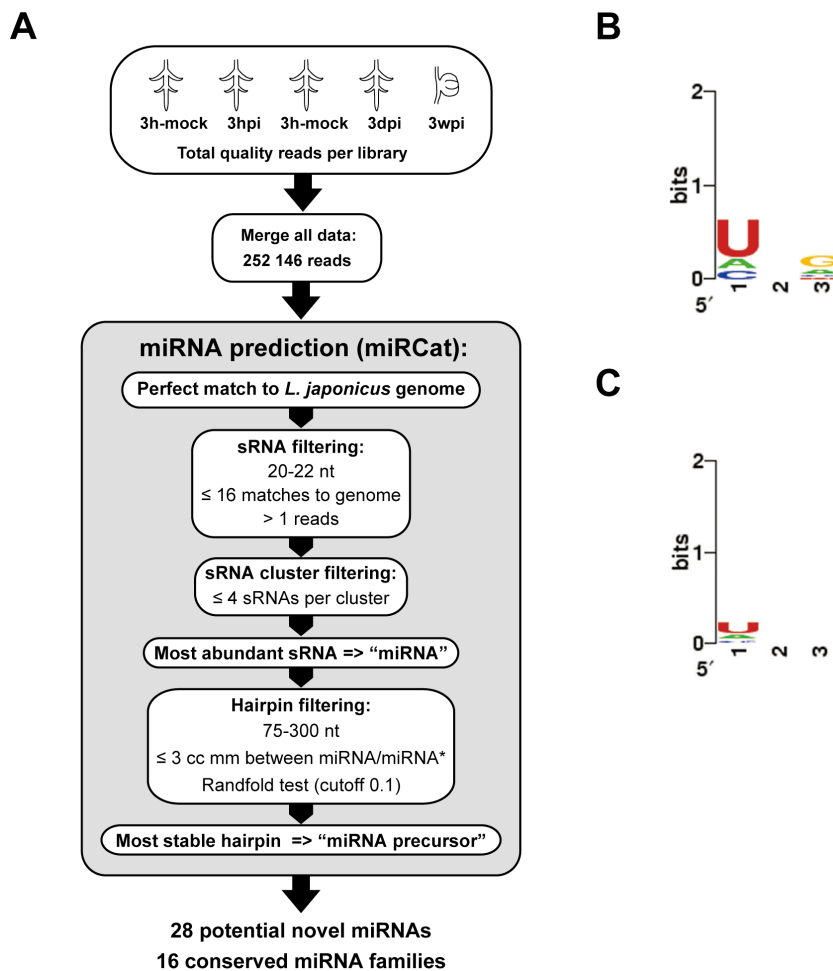 A
3h-mock 3hpi 3h-mock 3dpi 3wpi
Total quality reads per library
Merge all data:
252 146 reads
miRNA prediction (miRCat):
Perfect match to L. japonicus genome
sRNA filtering:
20-22 nt
≤ 16 matches to genome
> 1 reads
sRNA cluster filtering:
≤ 4 sRNAs per cluster
Most abundant sRNA => “miRNA”
Hairpin filtering:
75-300 nt
≤ 3 cc mm between miRNA/miRNA*
Randfold test (cutoff 0.1)
Most stable hairpin => “miRNA precursor”
28 potential novel miRNAs
16 conserved miRNA families
B
2
bits
1
U
A
C
G
A
0
5′
1 2 3
C
2
bits
1
U
A
0
5′
1 2 3